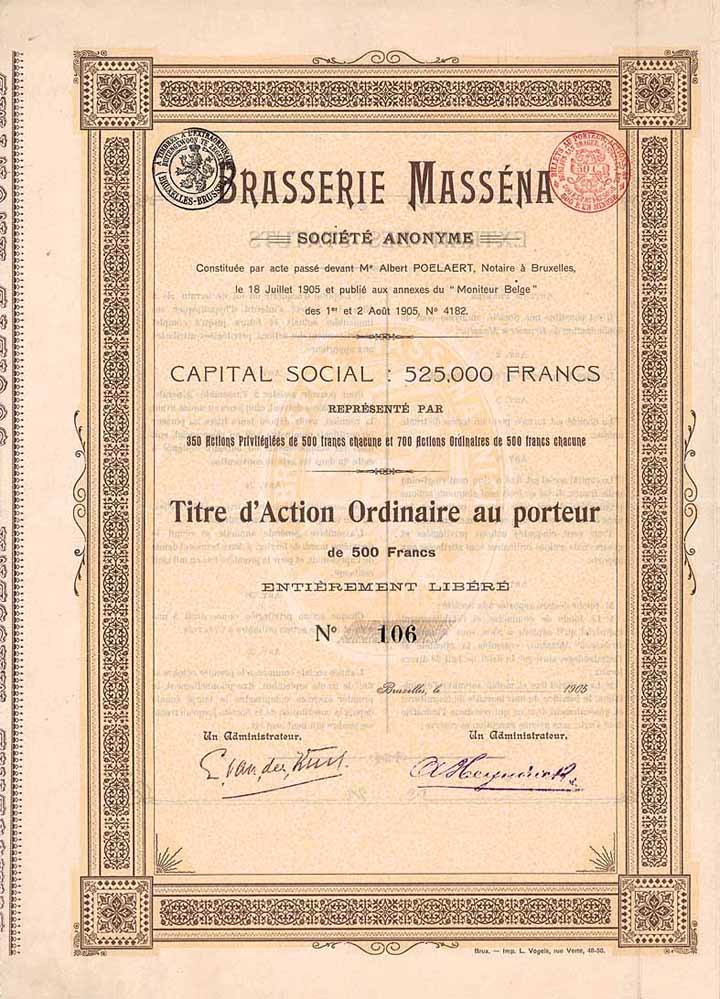 BRASSERIE MASSÉNA
SOCIÉTÉ ANONYME
Constituée par acte passé devant Me Albert POELAERT, Notaire à Bruxelles,
le 18 Juillet 1905 et publié aux annexes du "Moniteur Belge"
des 1er et 2 Août 1905, No 4182.
CAPITAL SOCIAL : 525,000 FRANCS
REPRÉSENTÉ PAR
350 Actions Privilégiées de 500 francs chacune et 700 Actions Ordinaires de 500 francs chacune
Titre d'Action Ordinaire au porteur
de 500 Francs
ENTIÈREMENT LIBÉRÉ
No 106
Bruxelles, le 1905
Un Administrateur. Un Administrateur.
Brux. — Imp. L. Vogels, rue Verte, 48-50.